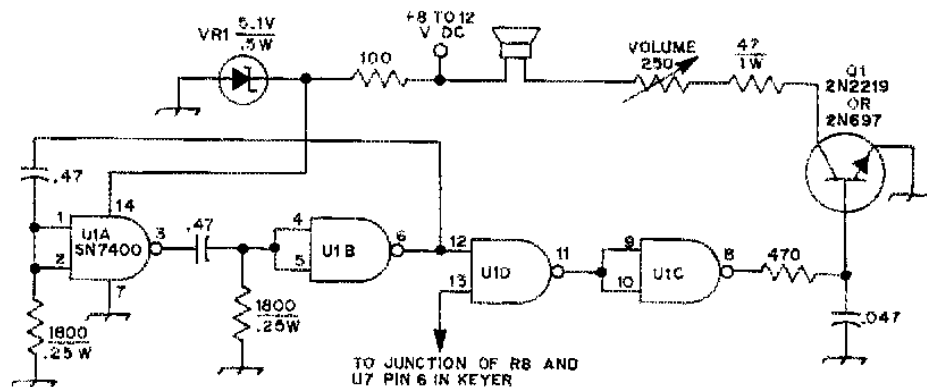 VR1 5.1V
.5W
100
+8 TO 12
V DC
VOLUME
250
47
1W
Q1
2N2219
OR
2N697
.47
14
1
2
U1A
SN7400
3
7
1800
.25W
.47
4
5
U1B
6
1800
.25W
12
13
U1D
11
9
10
U1C
8
470
.047
TO JUNCTION OF R8 AND
U7 PIN 6 IN KEYER